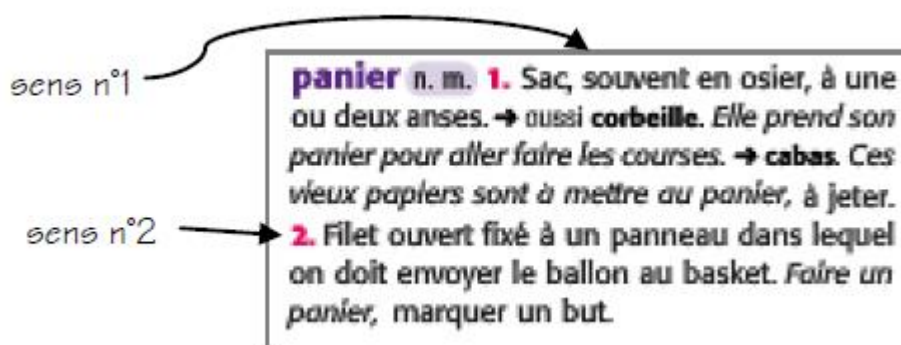 sens n°1
panier n. m. 1. Sac, souvent en osier, à une
ou deux anses. ➔ aussi corbeille. Elle prend son
panier pour aller faire les courses. ➔ cabas. Ces
vieux papiers sont à mettre au panier, à jeter.
sens n°2
2. Filet ouvert fixé à un panneau dans lequel
on doit envoyer le ballon au basket. Faire un
panier, marquer un but.